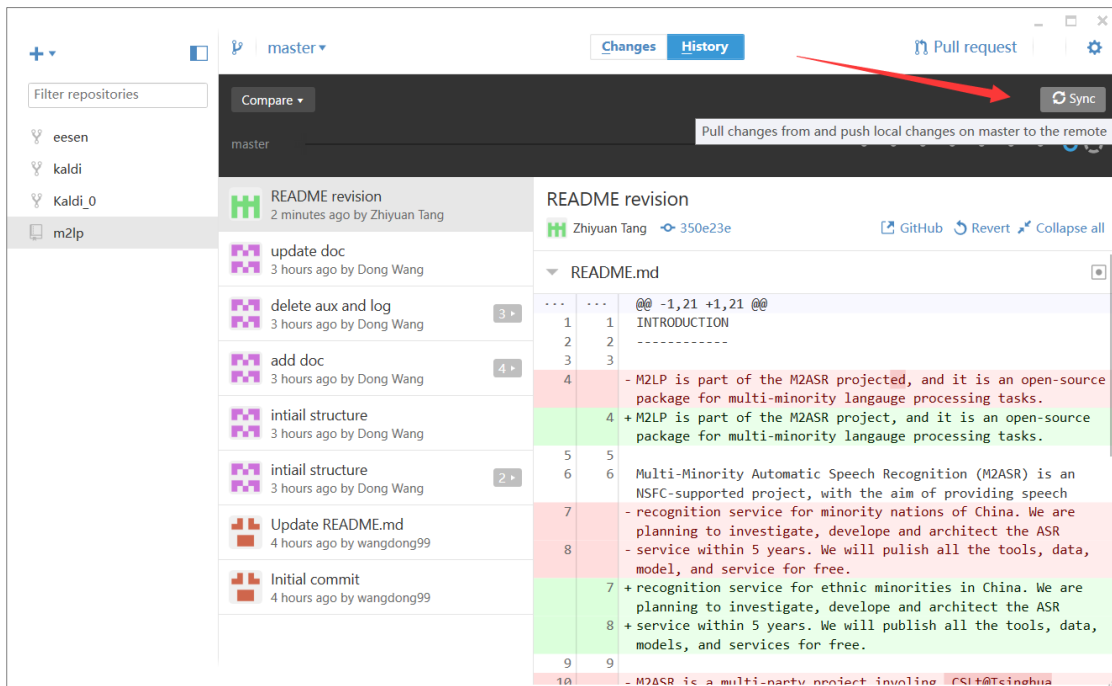 master
Changes
History
Pull request
Filter repositories
Compare
Sync
Pull changes from and push local changes on master to the remote
master
eesen
kaldi
Kaldi_0
m2lp
README revision
2 minutes ago by Zhiyuan Tang
update doc
3 hours ago by Dong Wang
delete aux and log
3 hours ago by Dong Wang
3
add doc
3 hours ago by Dong Wang
4
intiail structure
3 hours ago by Dong Wang
intiail structure
3 hours ago by Dong Wang
2
Update README.md
4 hours ago by wangdong99
Initial commit
4 hours ago by wangdong99
README revision
Zhiyuan Tang 350e23e GitHub Revert Collapse all
README.md
... ... @@ -1,21 +1,21 @@
1 1 INTRODUCTION
2 2 ------------
3 3
4 - M2LP is part of the M2ASR projected, and it is an open-source
package for multi-minority langauge processing tasks.
4 + M2LP is part of the M2ASR project, and it is an open-source
package for multi-minority langauge processing tasks.
5 5
6 6 Multi-Minority Automatic Speech Recognition (M2ASR) is an
NSFC-supported project, with the aim of providing speech
7 - recognition service for minority nations of China. We are
planning to investigate, develope and architect the ASR
8 - service within 5 years. We will pulish all the tools, data,
model, and service for free.
7 + recognition service for ethnic minorities in China. We are
planning to investigate, develope and architect the ASR
8 + service within 5 years. We will publish all the tools, data,
models, and services for free.
9 9
10 - M2ASR is a multi-party project involing CSLt@Tsinghua